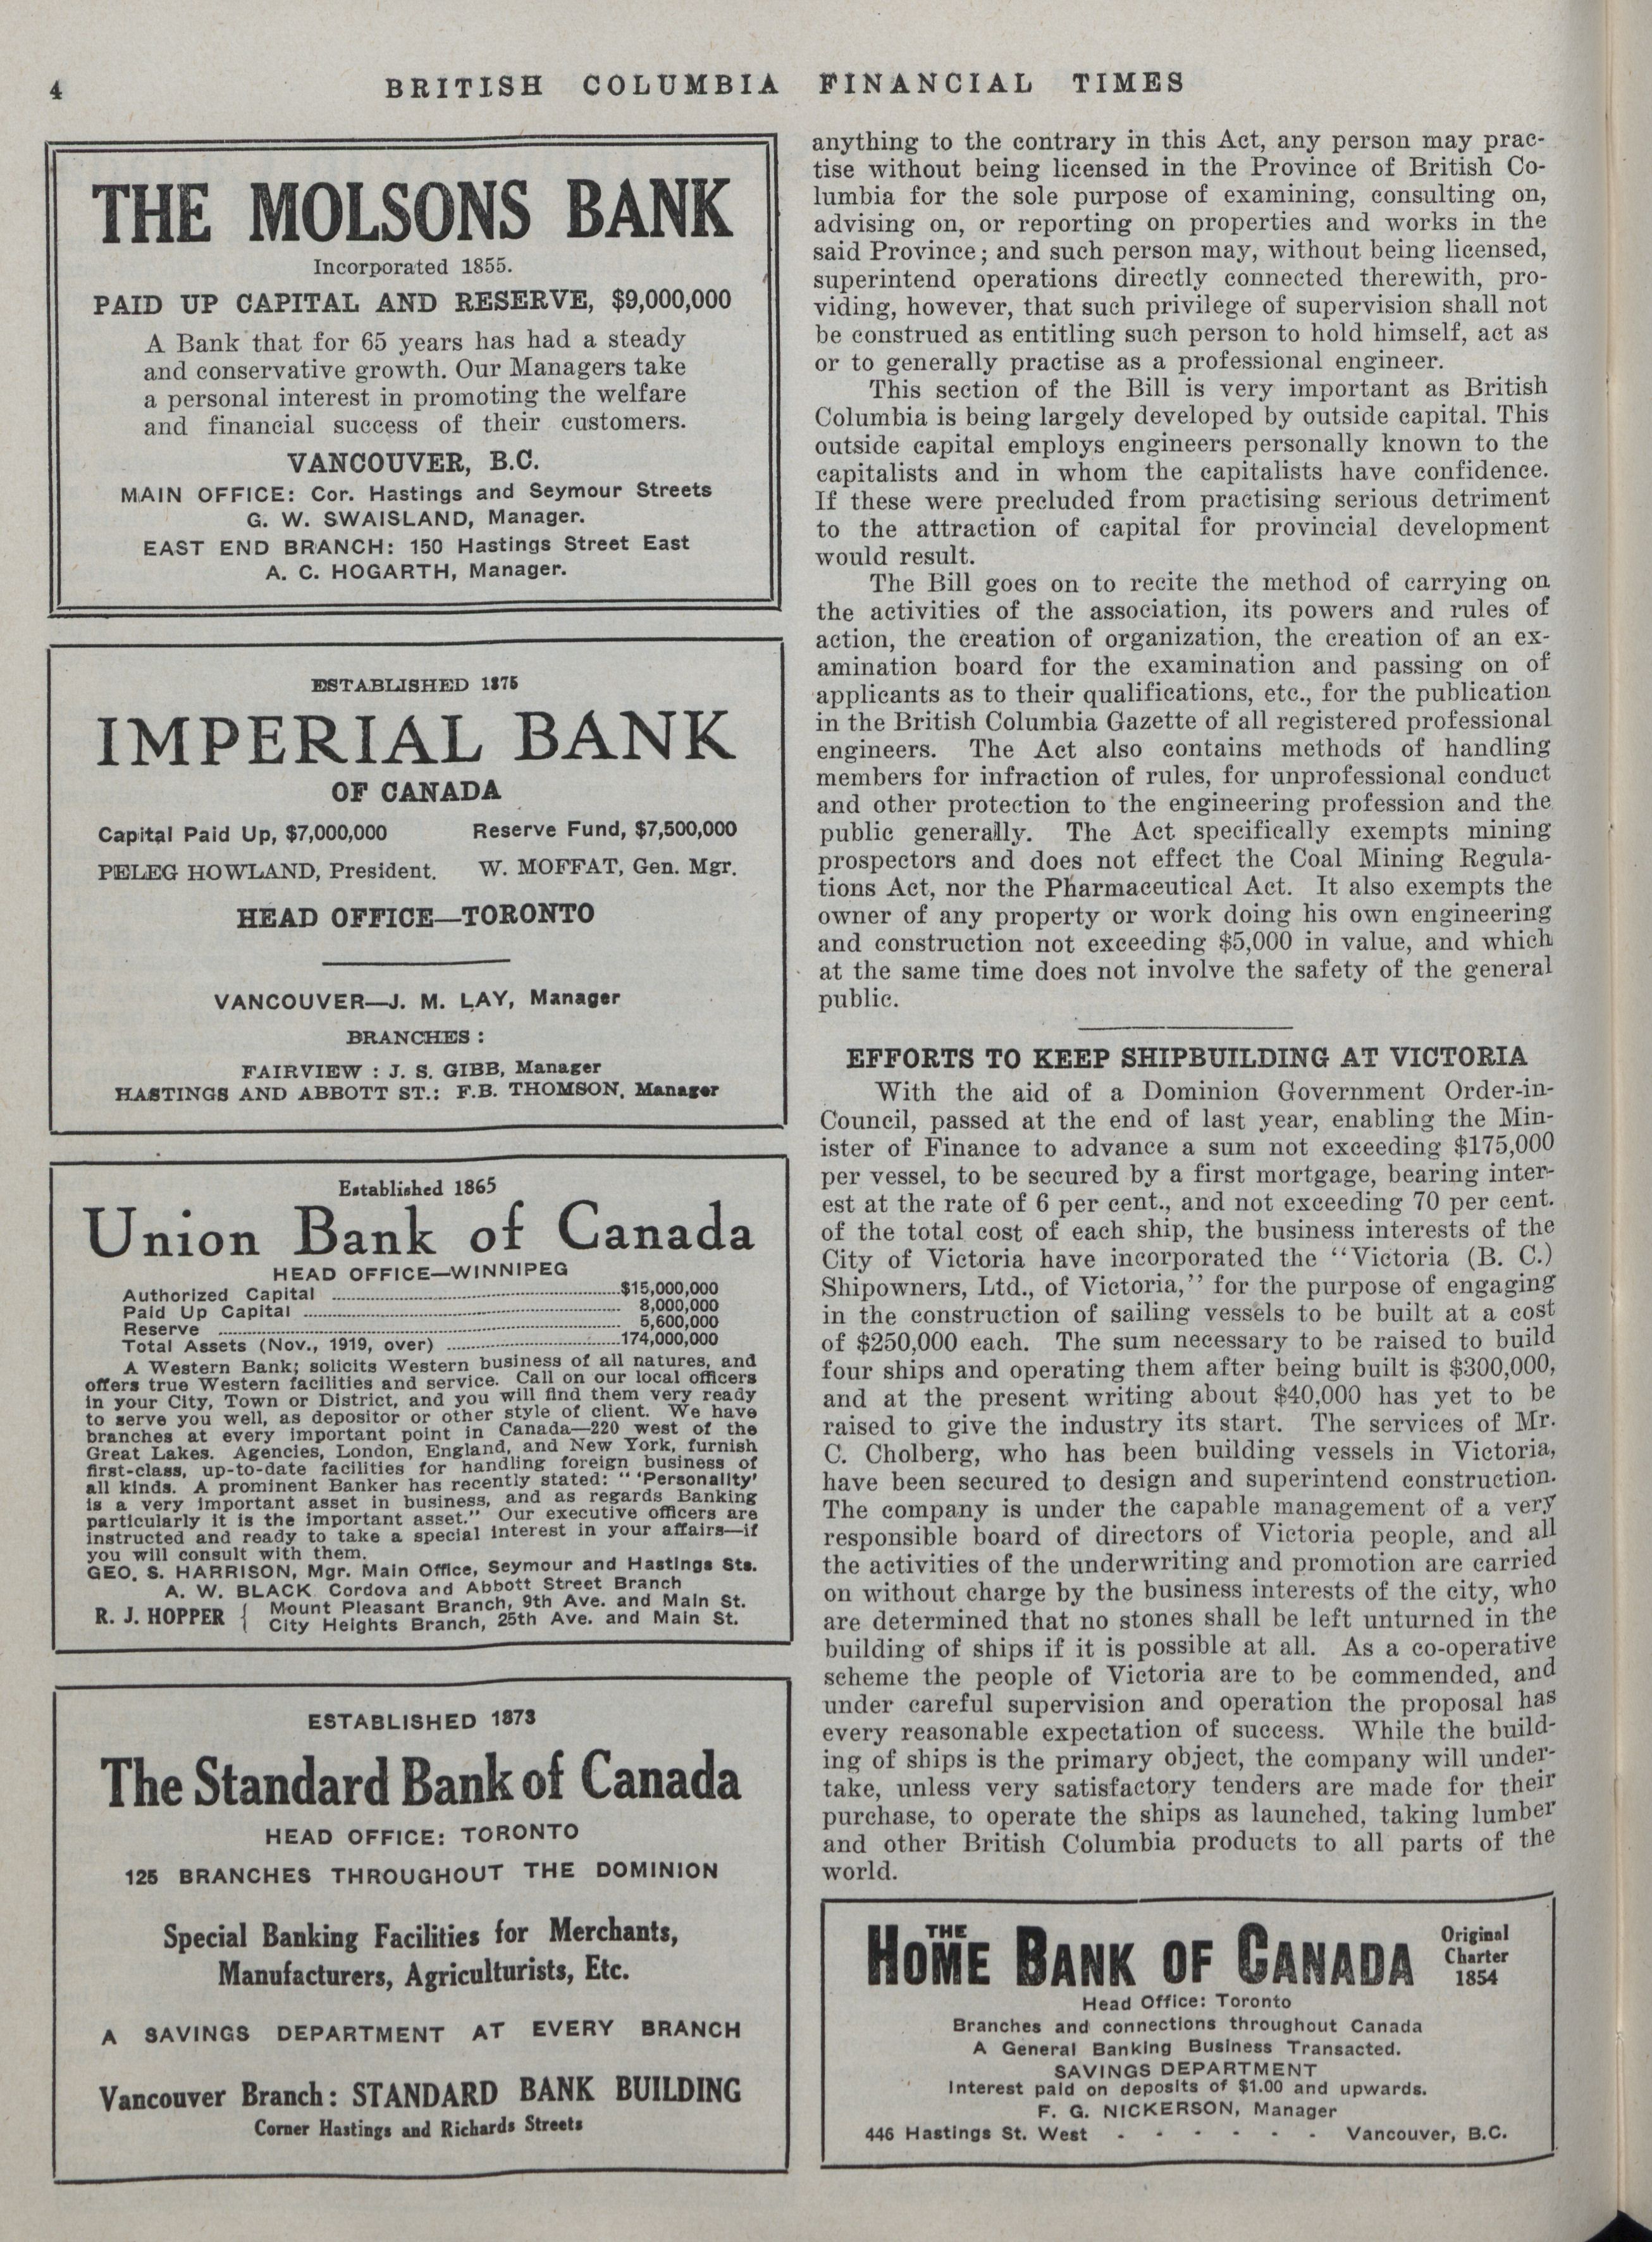 4
BRITISH COLUMBIA FINANCIAL TIMES
THE MOLSONS BANK
Incorporated 1855.
PAID UP CAPITAL AND RESERVE, $9,000,000
A Bank that for 65 years has had a steady
and conservative growth. Our Managers take
a personal interest in promoting the welfare
and financial success of their customers.
VANCOUVER, B.C.
MAIN OFFICE: Cor. Hastings and Seymour Streets
G. W. SWAISLAND, Manager.
EAST END BRANCH: 150 Hastings Street East
A. C. HOGARTH, Manager.
ESTABLISHED 1875
IMPERIAL BANK
OF CANADA
Capital Paid Up, $7,000,000 Reserve Fund, $7,500,000
PELEG HOWLAND, President. W. MOFFAT, Gen. Mgr.
HEAD OFFICE—TORONTO
VANCOUVER—J. M. LAY, Manager
BRANCHES :
FAIRVIEW : J. S. GIBB, Manager
HASTINGS AND ABBOTT ST.: F.B. THOMSON, Manager
Established 1865
Union Bank of Canada
HEAD OFFICE—WINNIPEG
Authorized Capital ........$15,000,000
Paid Up Capital ........ 8,000,000
Reserve ........ 5,600,000
Total Assets (Nov., 1919, over) ........174,000,000
A Western Bank; solicits Western business of all natures, and
offers true Western facilities and service. Call on our local officers
in your City, Town or District, and you will find them very ready
to serve you well, as depositor or other style of client. We have
branches at every important point in Canada—220 west of the
Great Lakes. Agencies, London, England, and New York, furnish
first-class, up-to-date facilities for handling foreign business of
all kinds. A prominent Banker has recently stated: " 'Personality'
is a very important asset in business, and as regards Banking
particularly it is the important asset." Our executive officers are
instructed and ready to take a special interest in your affairs—if
you will consult with them.
GEO. S. HARRISON, Mgr. Main Office, Seymour and Hastings Sts.
A. W. BLACK Cordova and Abbott Street Branch
R. J. HOPPER { Mount Pleasant Branch, 9th Ave. and Main St.
City Heights Branch, 25th Ave. and Main St.
ESTABLISHED 1873
The Standard Bank of Canada
HEAD OFFICE: TORONTO
125 BRANCHES THROUGHOUT THE DOMINION
Special Banking Facilities for Merchants,
Manufacturers, Agriculturists, Etc.
A SAVINGS DEPARTMENT AT EVERY BRANCH
Vancouver Branch: STANDARD BANK BUILDING
Corner Hastings and Richards Streets
anything to the contrary in this Act, any person may prac-
tise without being licensed in the Province of British Co-
lumbia for the sole purpose of examining, consulting on,
advising on, or reporting on properties and works in the
said Province; and such person may, without being licensed,
superintend operations directly connected therewith, pro-
viding, however, that such privilege of supervision shall not
be construed as entitling such person to hold himself, act as
or to generally practise as a professional engineer.
This section of the Bill is very important as British
Columbia is being largely developed by outside capital. This
outside capital employs engineers personally known to the
capitalists and in whom the capitalists have confidence.
If these were precluded from practising serious detriment
to the attraction of capital for provincial development
would result.
The Bill goes on to recite the method of carrying on
the activities of the association, its powers and rules of
action, the creation of organization, the creation of an ex-
amination board for the examination and passing on of
applicants as to their qualifications, etc., for the publication
in the British Columbia Gazette of all registered professional
engineers. The Act also contains methods of handling
members for infraction of rules, for unprofessional conduct
and other protection to the engineering profession and the
public generally. The Act specifically exempts mining
prospectors and does not effect the Coal Mining Regula-
tions Act, nor the Pharmaceutical Act. It also exempts the
owner of any property or work doing his own engineering
and construction not exceeding $5,000 in value, and which
at the same time does not involve the safety of the general
public.
EFFORTS TO KEEP SHIPBUILDING AT VICTORIA
With the aid of a Dominion Government Order-in-
Council, passed at the end of last year, enabling the Min-
ister of Finance to advance a sum not exceeding $175,000
per vessel, to be secured by a first mortgage, bearing inter-
est at the rate of 6 per cent., and not exceeding 70 per cent.
of the total cost of each ship, the business interests of the
City of Victoria have incorporated the "Victoria (B. C.)
Shipowners, Ltd., of Victoria," for the purpose of engaging
in the construction of sailing vessels to be built at a cost
of $250,000 each. The sum necessary to be raised to build
four ships and operating them after being built is $300,000,
and at the present writing about $40,000 has yet to be
raised to give the industry its start. The services of Mr.
C. Cholberg, who has been building vessels in Victoria,
have been secured to design and superintend construction.
The company is under the capable management of a very
responsible board of directors of Victoria people, and all
the activities of the underwriting and promotion are carried
on without charge by the business interests of the city, who
are determined that no stones shall be left unturned in the
building of ships if it is possible at all. As a co-operative
scheme the people of Victoria are to be commended, and
under careful supervision and operation the proposal has
every reasonable expectation of success. While the build-
ing of ships is the primary object, the company will under-
take, unless very satisfactory tenders are made for their
purchase, to operate the ships as launched, taking lumber
and other British Columbia products to all parts of the
world.
THE HOME BANK OF CANADA
Original
Charter
1854
Head Office: Toronto
Branches and connections throughout Canada
A General Banking Business Transacted.
SAVINGS DEPARTMENT
Interest paid on deposits of $1.00 and upwards.
F. G. NICKERSON, Manager
446 Hastings St. West - - - - - - Vancouver, B.C.